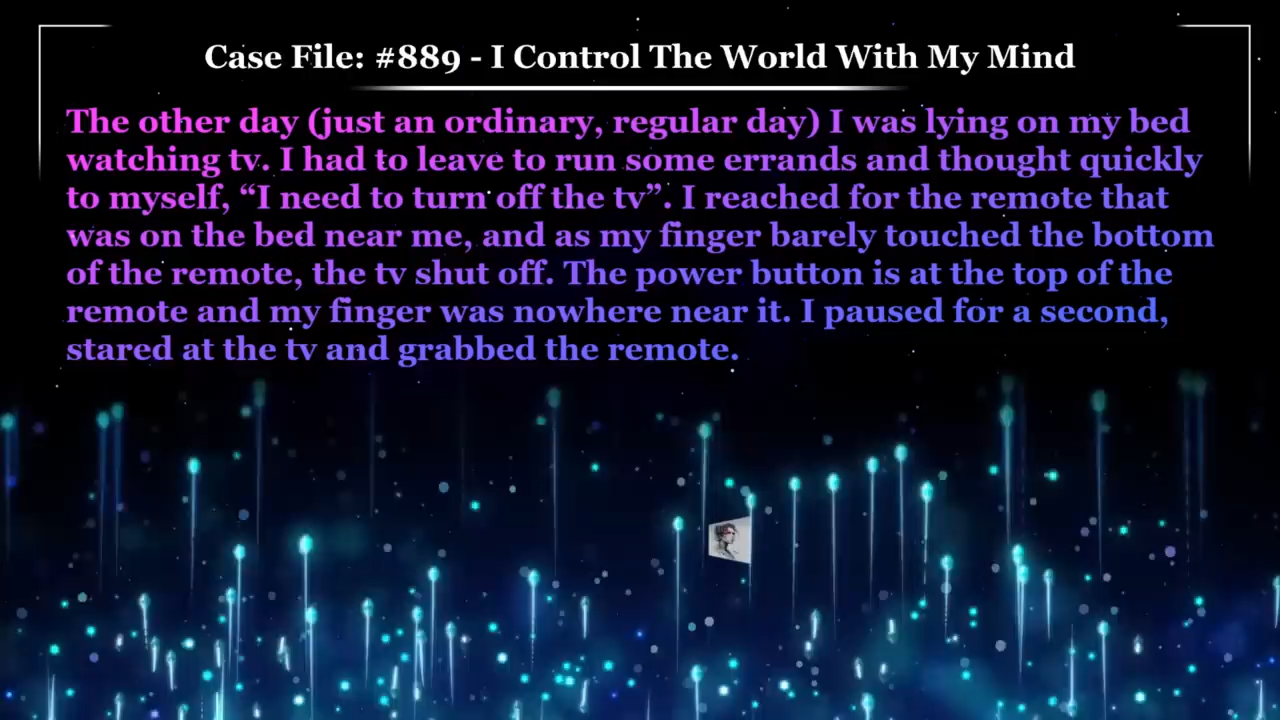 Case File: #889 - I Control The World With My Mind
The other day (just an ordinary, regular day) I was lying on my bed
watching tv. I had to leave to run some errands and thought quickly
to myself, “I need to turn off the tv”. I reached for the remote that
was on the bed near me, and as my finger barely touched the bottom
of the remote, the tv shut off. The power button is at the top of the
remote and my finger was nowhere near it. I paused for a second,
stared at the tv and grabbed the remote.